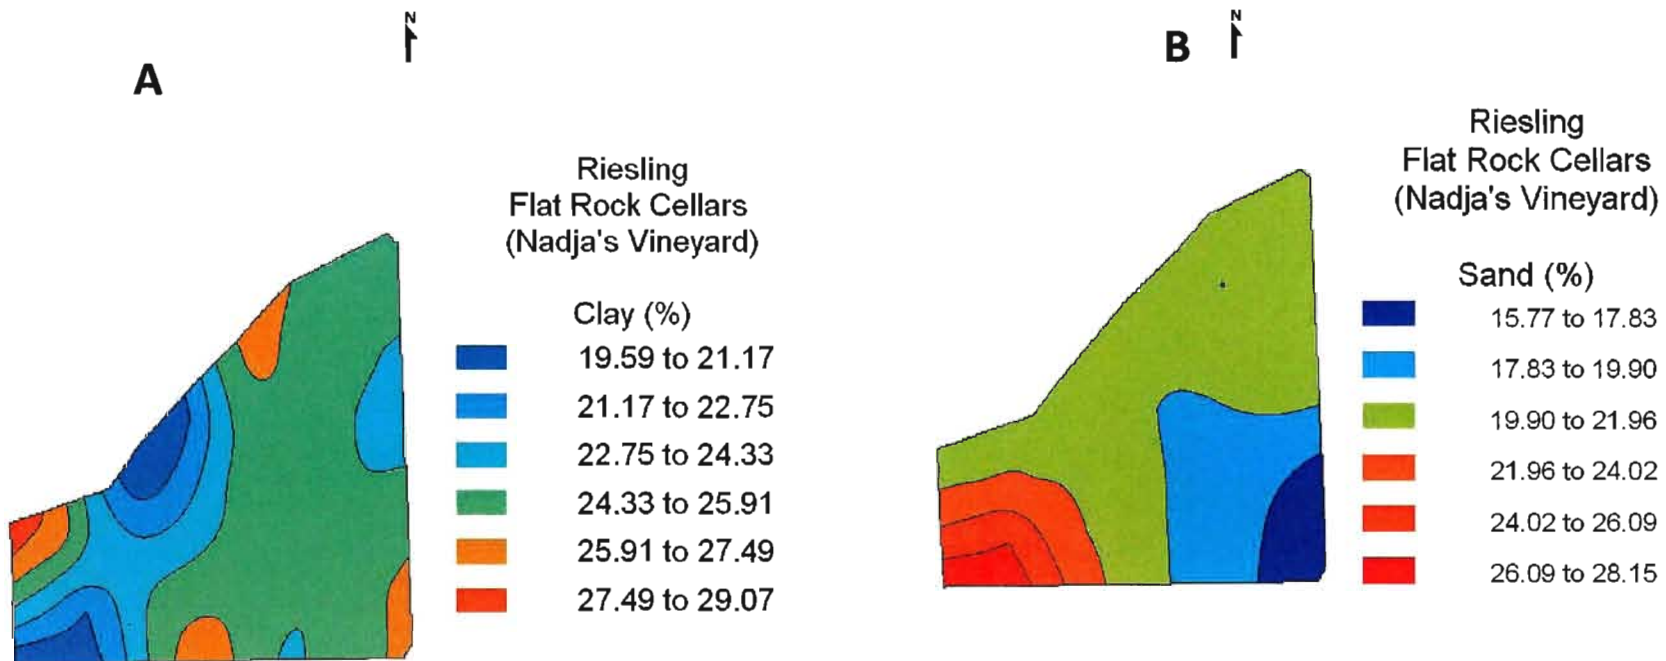 N
A
Riesling
Flat Rock Cellars
(Nadja's Vineyard)
Clay (%)
19.59 to 21.17
21.17 to 22.75
22.75 to 24.33
24.33 to 25.91
25.91 to 27.49
27.49 to 29.07
N
B
Riesling
Flat Rock Cellars
(Nadja's Vineyard)
Sand (%)
15.77 to 17.83
17.83 to 19.90
19.90 to 21.96
21.96 to 24.02
24.02 to 26.09
26.09 to 28.15